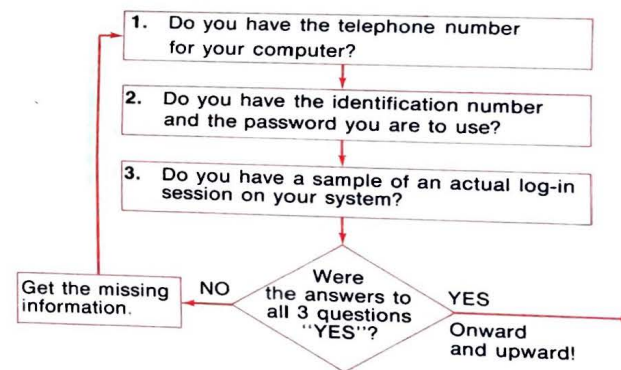 1. Do you have the telephone number
for your computer?
2. Do you have the identification number
and the password you are to use?
3. Do you have a sample of an actual log-in
session on your system?
Were
the answers to
all 3 questions
"YES"?
NO
Get the missing
information.
YES
Onward
and upward!